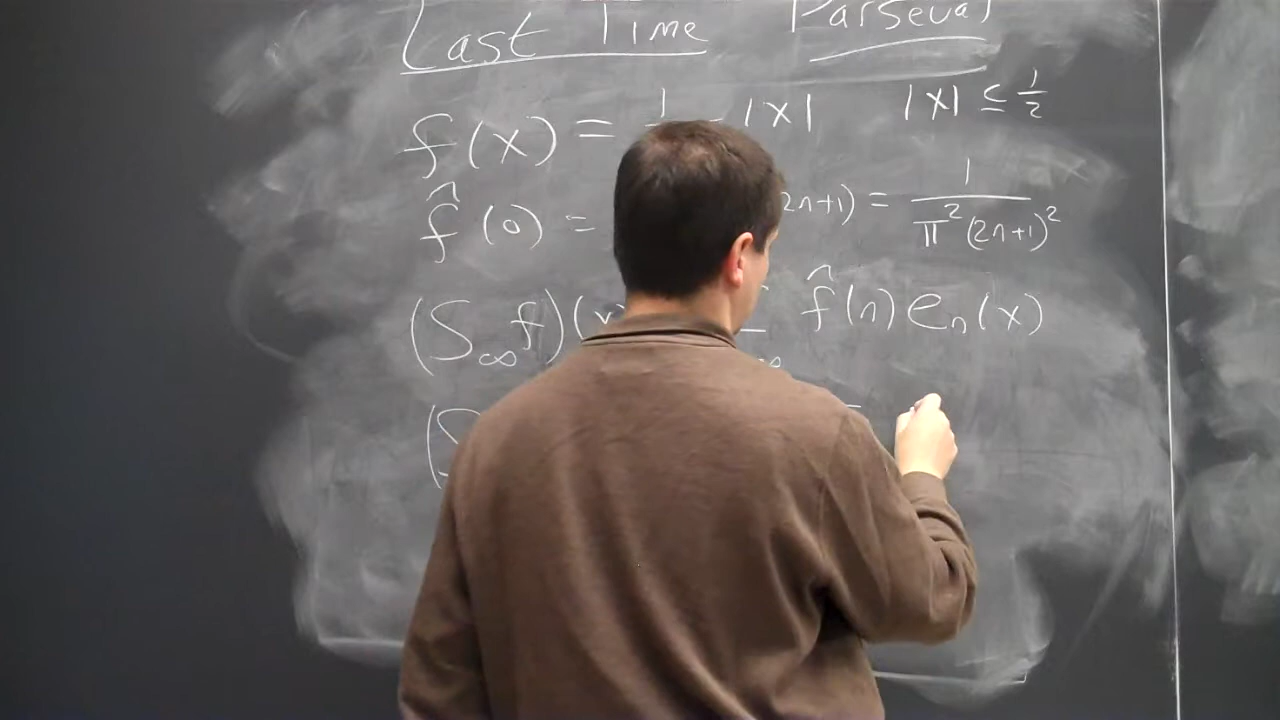 Last Time Parseval
f(x) = 1 - |x| |x| ≤ 1/2
f̂(0) = 2n+1) = 1/(π²(2n+1)²)
(S∞f)(x f̂(n) eₙ(x)
(S